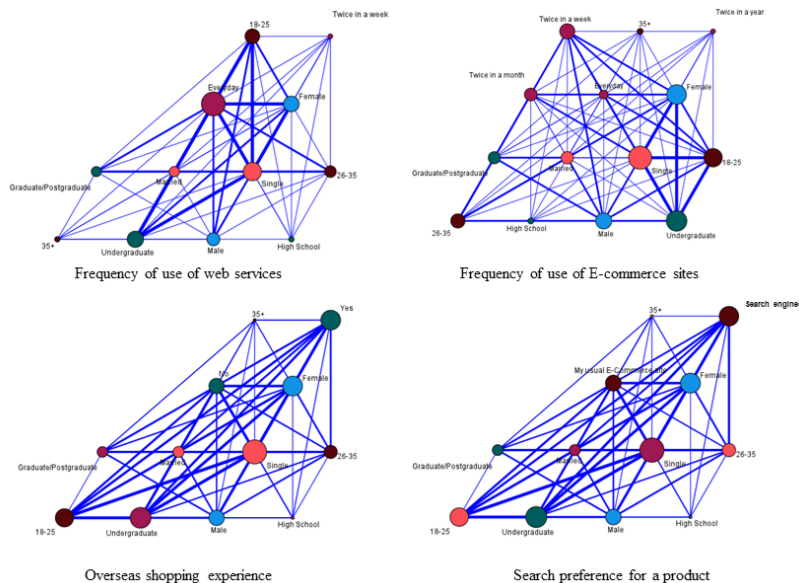 Twice in a week
18-25
Everyday
Female
Graduate/Postgraduate
Married
Single
26-35
35+
Undergraduate
Male
High School
Frequency of use of web services
Twice in a week
35+
Twice in a year
Twice in a month
Everyday
Female
Graduate/Postgraduate
Married
Single
18-25
26-35
High School
Male
Undergraduate
Frequency of use of E-commerce sites
Yes
35+
No
Female
Graduate/Postgraduate
Married
Single
26-35
18-25
Undergraduate
Male
High School
Overseas shopping experience
35+
Search engine
My usual E-Commerce site
Female
Graduate/Postgraduate
Married
Single
26-35
18-25
Undergraduate
Male
High School
Search preference for a product